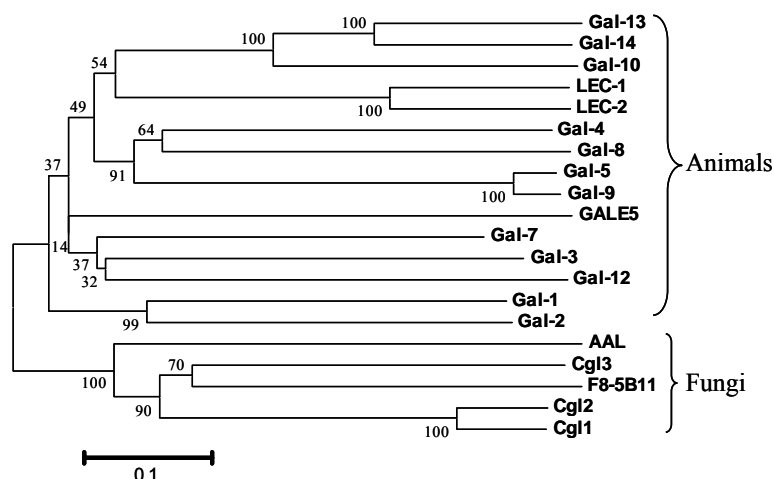 100 Gal-13
100 Gal-14
Gal-10
54 LEC-1
100 LEC-2
49 64 Gal-4
Gal-8
37 91 Gal-5
100 Gal-9
Animals
GALE5
14 Gal-7
37 Gal-3
32 Gal-12
Gal-1
99 Gal-2
AAL
100 70 Cgl3
F8-5B11
Fungi
90 Cgl2
100 Cgl1
0.1